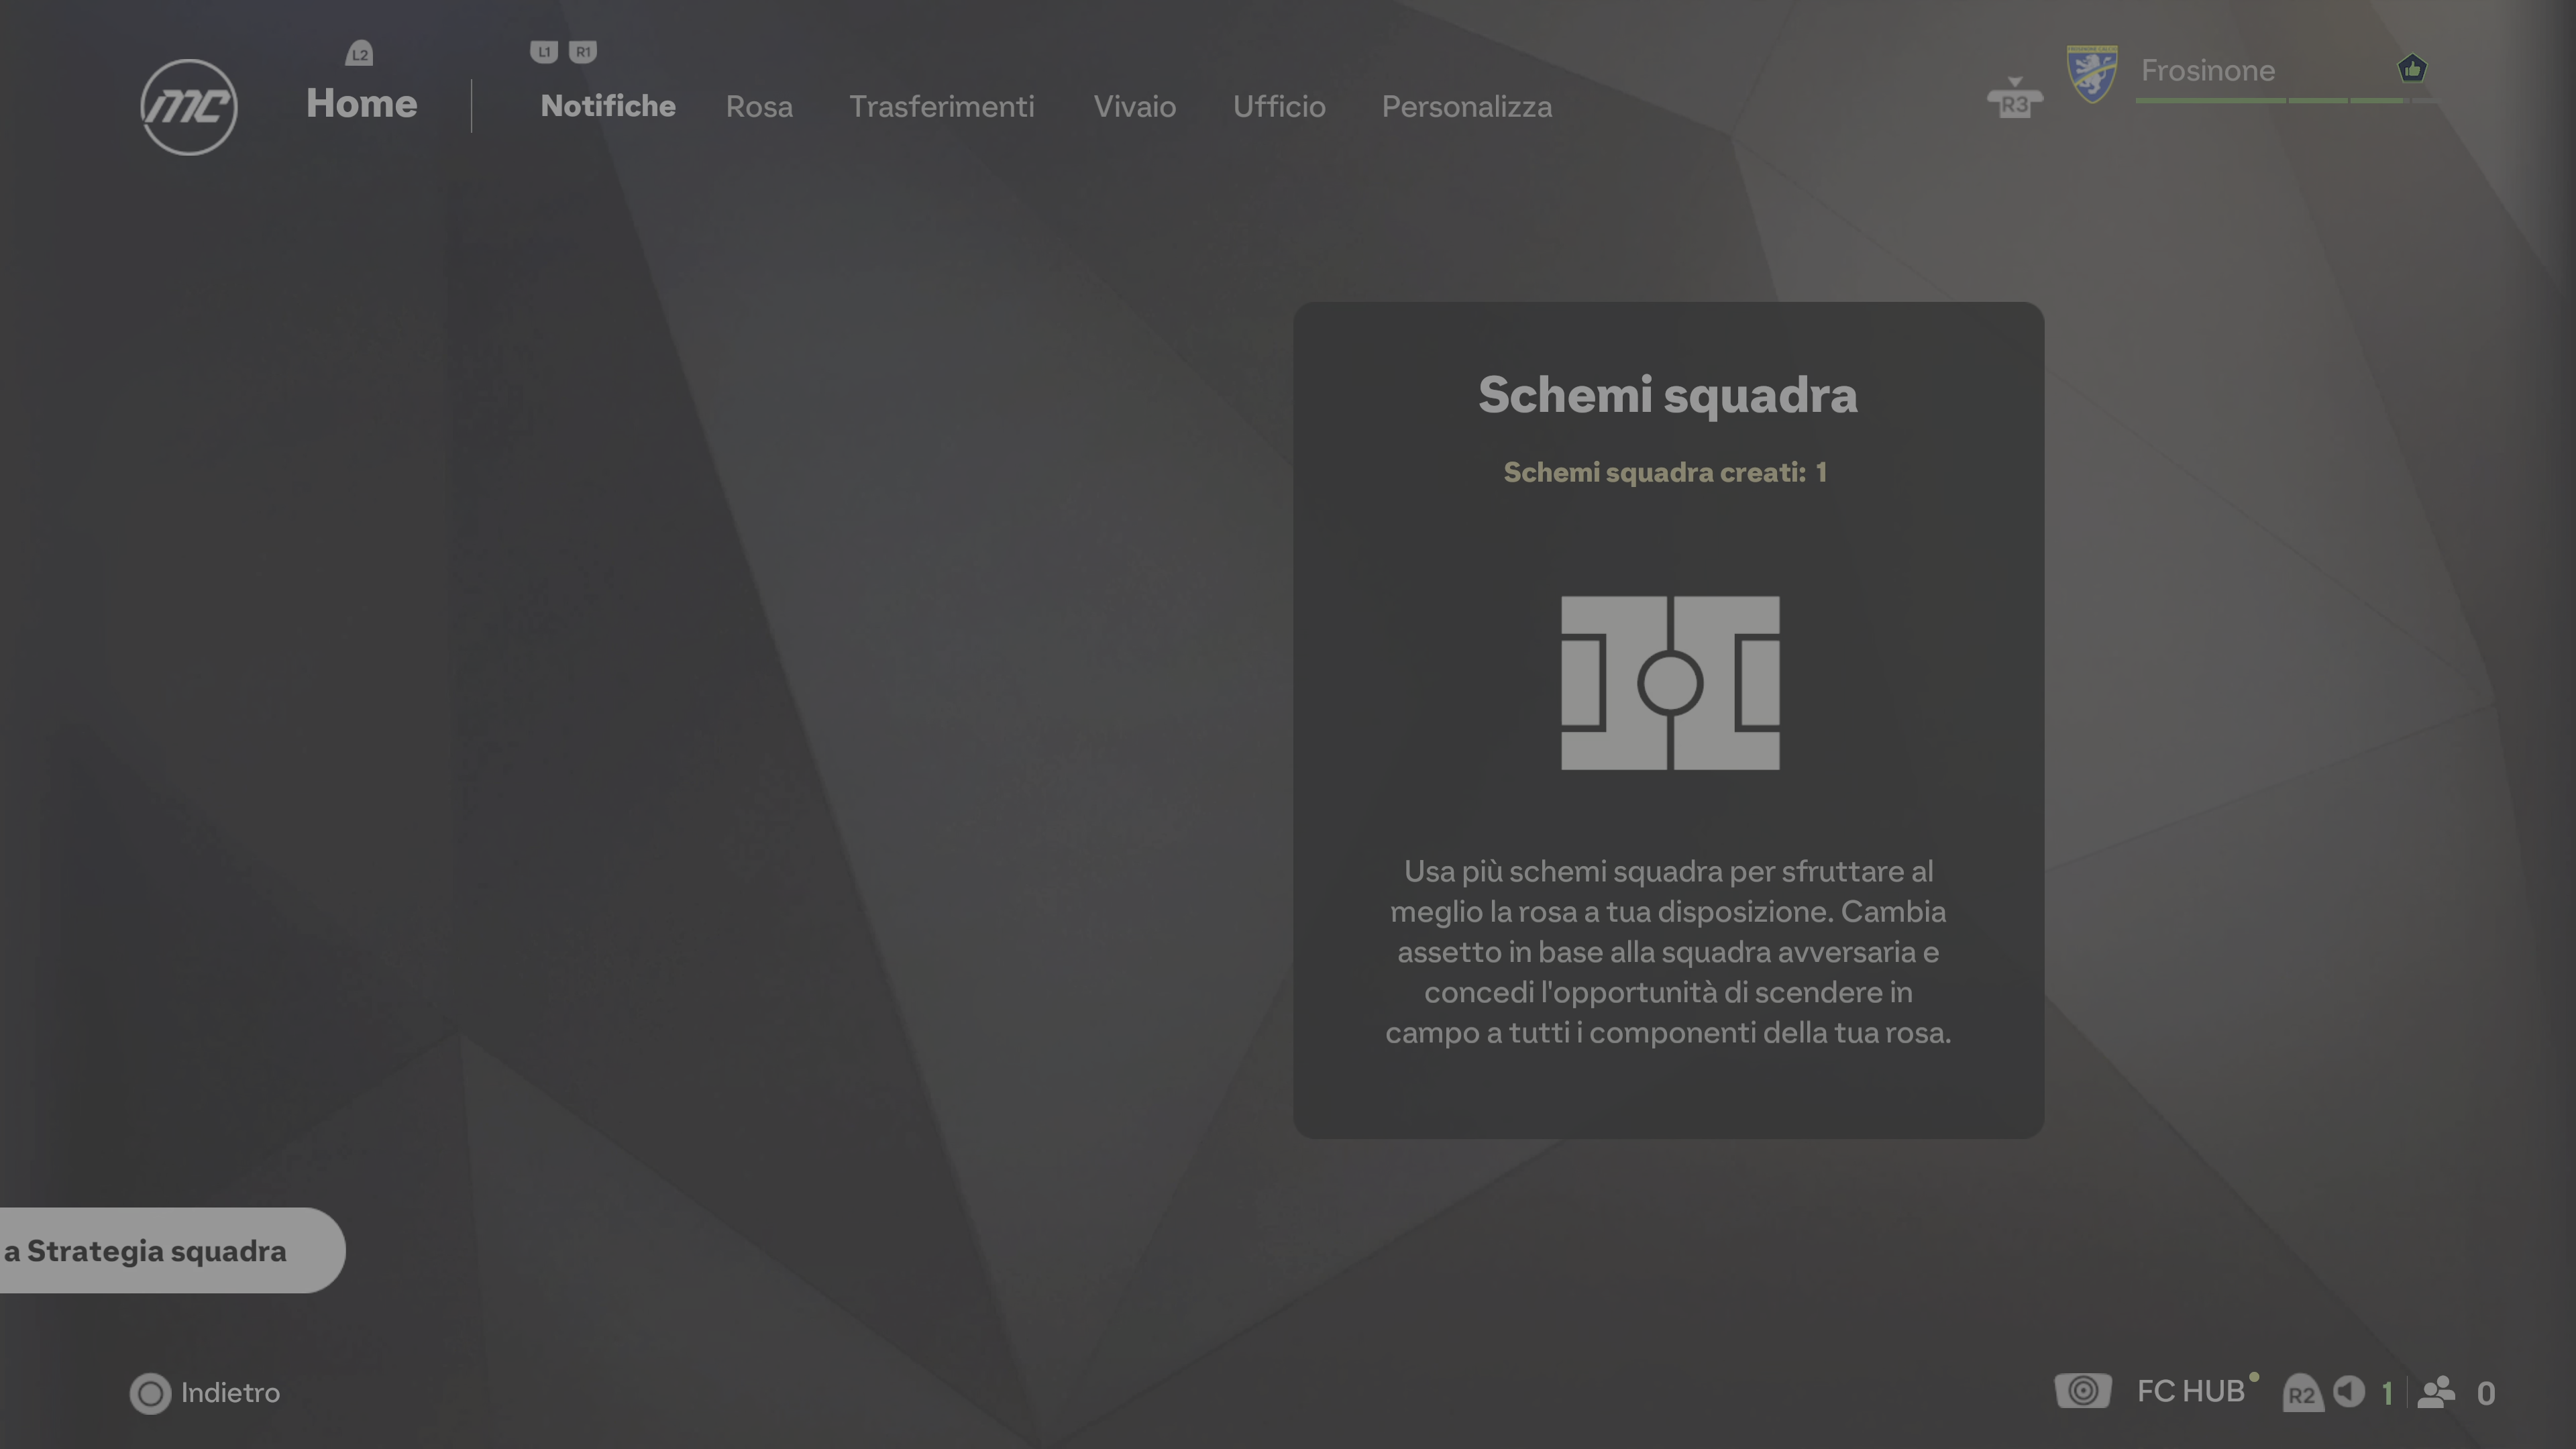 L2
L1 R1
MC
Home
Notifiche
Rosa
Trasferimenti
Vivaio
Ufficio
Personalizza
R3
Frosinone
Schemi squadra
Schemi squadra creati: 1
Usa più schemi squadra per sfruttare al
meglio la rosa a tua disposizione. Cambia
assetto in base alla squadra avversaria e
concedi l'opportunità di scendere in
campo a tutti i componenti della tua rosa.
a Strategia squadra
Indietro
FC HUB
R2
1
0